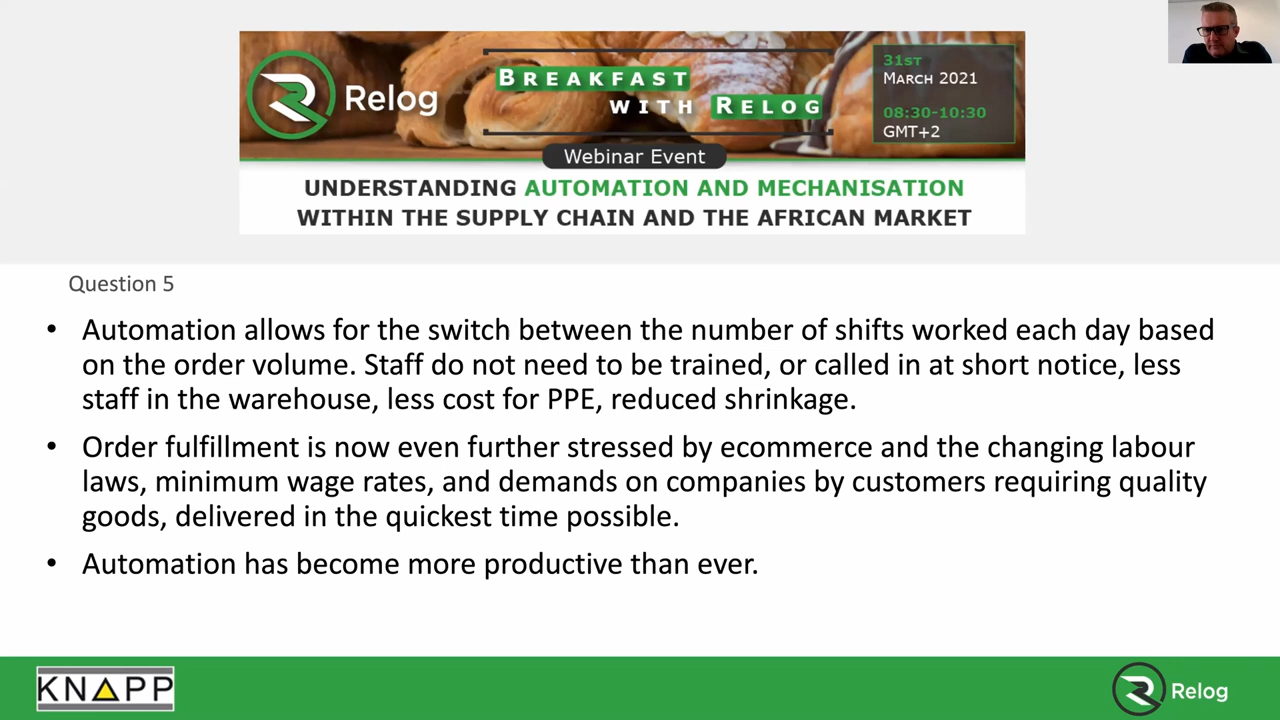 Relog
BREAKFAST
WITH RELOG
31ST
MARCH 2021
08:30-10:30
GMT+2
Webinar Event
UNDERSTANDING AUTOMATION AND MECHANISATION
WITHIN THE SUPPLY CHAIN AND THE AFRICAN MARKET
Question 5
• Automation allows for the switch between the number of shifts worked each day based
on the order volume. Staff do not need to be trained, or called in at short notice, less
staff in the warehouse, less cost for PPE, reduced shrinkage.
• Order fulfillment is now even further stressed by ecommerce and the changing labour
laws, minimum wage rates, and demands on companies by customers requiring quality
goods, delivered in the quickest time possible.
• Automation has become more productive than ever.
KNAPP
Relog